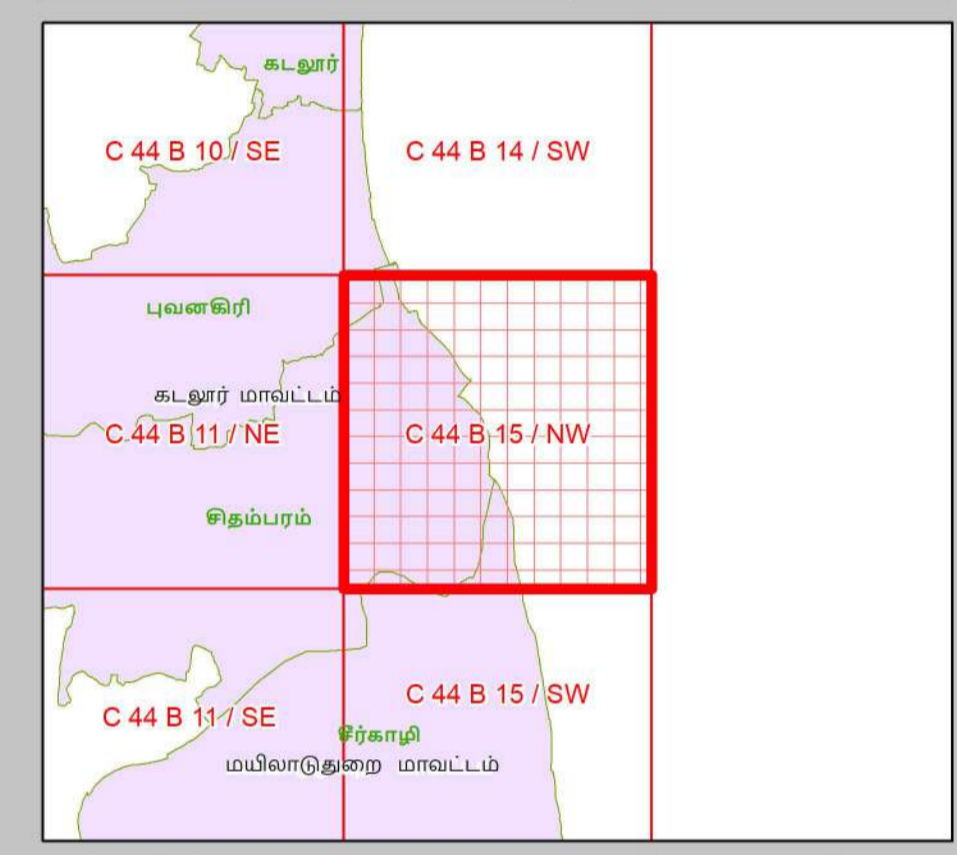 கடலூர்
C 44 B 10 / SE
C 44 B 14 / SW
புவனகிரி
கடலூர் மாவட்டம்
C 44 B 11 / NE
C 44 B 15 / NW
சிதம்பரம்
C 44 B 15 / SW
C 44 B 11 / SE
சீர்காழி
மயிலாடுதுறை மாவட்டம்